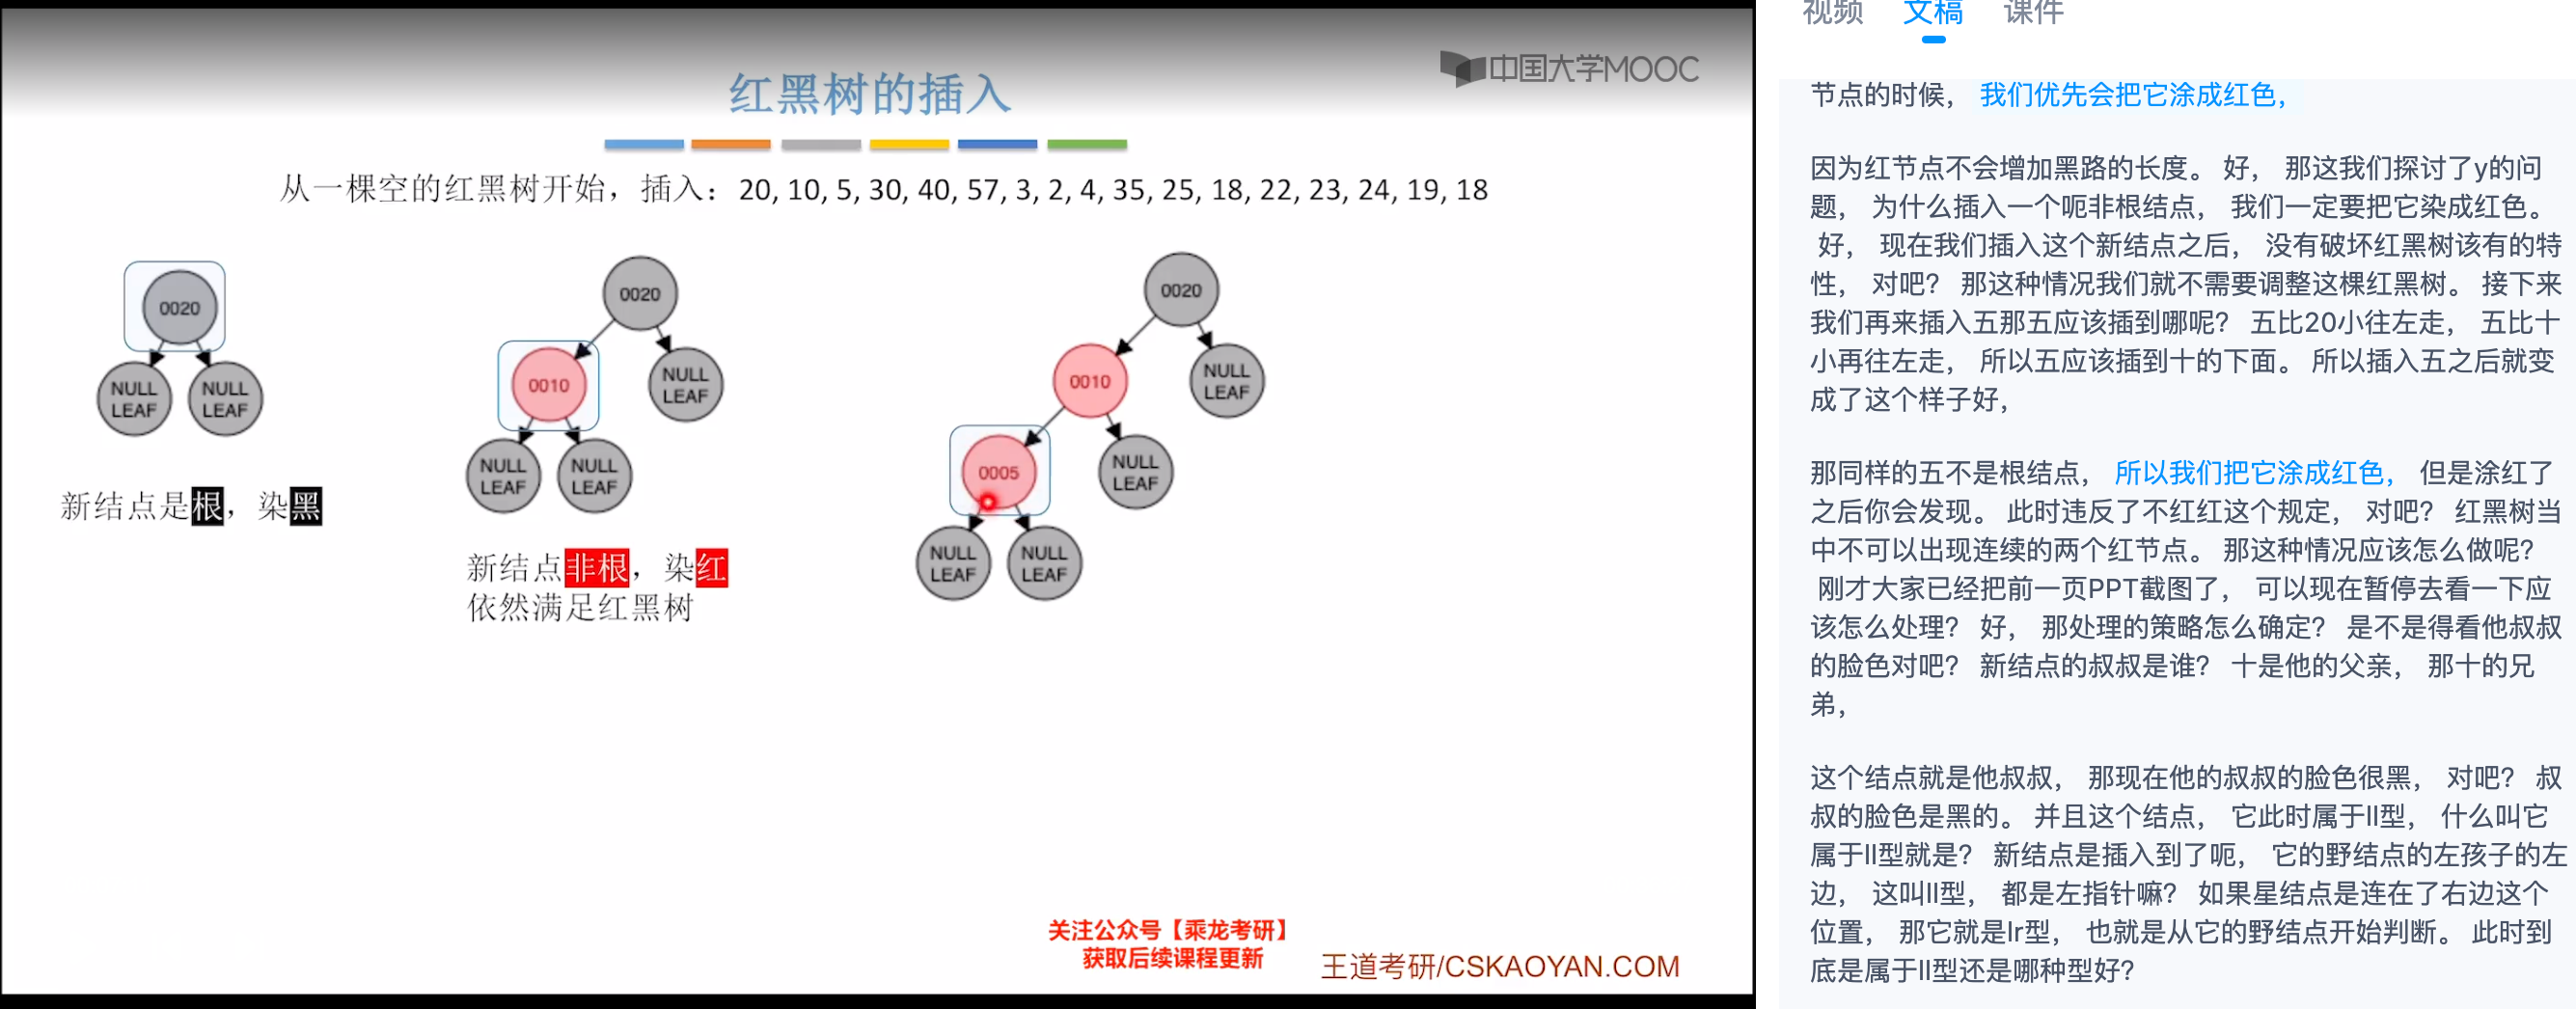 中国大学MOOC
红黑树的插入
从一棵空的红黑树开始，插入：20, 10, 5, 30, 40, 57, 3, 2, 4, 35, 25, 18, 22, 23, 24, 19, 18
0020
NULL LEAF
NULL LEAF
新结点是根，染黑
0020
0010
NULL LEAF
NULL LEAF
NULL LEAF
新结点非根，染红
依然满足红黑树
0020
0010
NULL LEAF
0005
NULL LEAF
NULL LEAF
NULL LEAF
关注公众号【乘龙考研】
获取后续课程更新
王道考研/CSKAOYAN.COM
视频 文稿 课件
节点的时候， 我们优先会把它涂成红色，
因为红节点不会增加黑路的长度。 好， 那这我们探讨了y的问
题， 为什么插入一个呃非根结点， 我们一定要把它染成红色。
好， 现在我们插入这个新结点之后， 没有破坏红黑树该有的特
性， 对吧？ 那这种情况我们就不需要调整这棵红黑树。 接下来
我们再来插入五那五应该插到哪呢？ 五比20小往左走， 五比十
小再往左走， 所以五应该插到十的下面。 所以插入五之后就变
成了这个样子好，
那同样的五不是根结点， 所以我们把它涂成红色， 但是涂红了
之后你会发现。 此时违反了不红红这个规定， 对吧？ 红黑树当
中不可以出现连续的两个红节点。 那这种情况应该怎么做呢？
刚才大家已经把前一页PPT截图了， 可以现在暂停去看一下应
该怎么处理？ 好， 那处理的策略怎么确定？ 是不是得看他叔叔
的脸色对吧？ 新结点的叔叔是谁？ 十是他的父亲， 那十的兄
弟，
这个结点就是他叔叔， 那现在他的叔叔的脸色很黑， 对吧？ 叔
叔的脸色是黑的。 并且这个结点， 它此时属于ll型， 什么叫它
属于ll型就是？ 新结点是插入到了呃， 它的野结点的左孩子的左
边， 这叫ll型， 都是左指针嘛？ 如果星结点是连在了右边这个
位置， 那它就是lr型， 也就是从它的野结点开始判断。 此时到
底是属于ll型还是哪种型好？